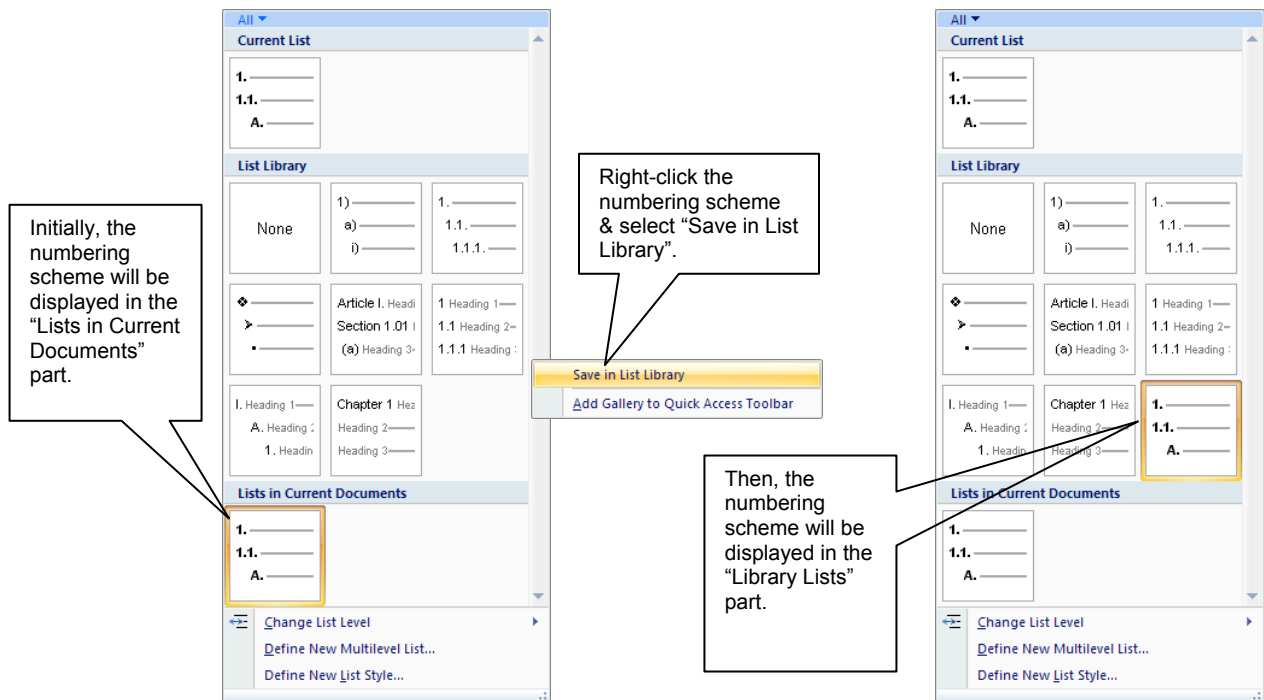 All
Current List
1.
1.1.
A.
List Library
None
1)
a)
i)
1.
1.1.
1.1.1.
Article I. Headi
Section 1.01
(a) Heading 3
1 Heading 1
1.1 Heading 2
1.1.1 Heading
I. Heading 1
A. Heading 2
1. Headin
Chapter 1 Hea
Heading 2
Heading 3
Lists in Current Documents
1.
1.1.
A.
Change List Level
Define New Multilevel List...
Define New List Style...
Initially, the
numbering
scheme will be
displayed in the
“Lists in Current
Documents”
part.
Right-click the
numbering scheme
& select “Save in List
Library”.
Save in List Library
Add Gallery to Quick Access Toolbar
Then, the
numbering
scheme will be
displayed in the
“Library Lists”
part.
All
Current List
1.
1.1.
A.
List Library
None
1)
a)
i)
1.
1.1.
1.1.1.
Article I. Headi
Section 1.01
(a) Heading 3
1 Heading 1
1.1 Heading 2
1.1.1 Heading
I. Heading 1
A. Heading 2
1. Headin
Chapter 1 Hea
Heading 2
Heading 3
1.
1.1.
A.
Lists in Current Documents
1.
1.1.
A.
Change List Level
Define New Multilevel List...
Define New List Style...